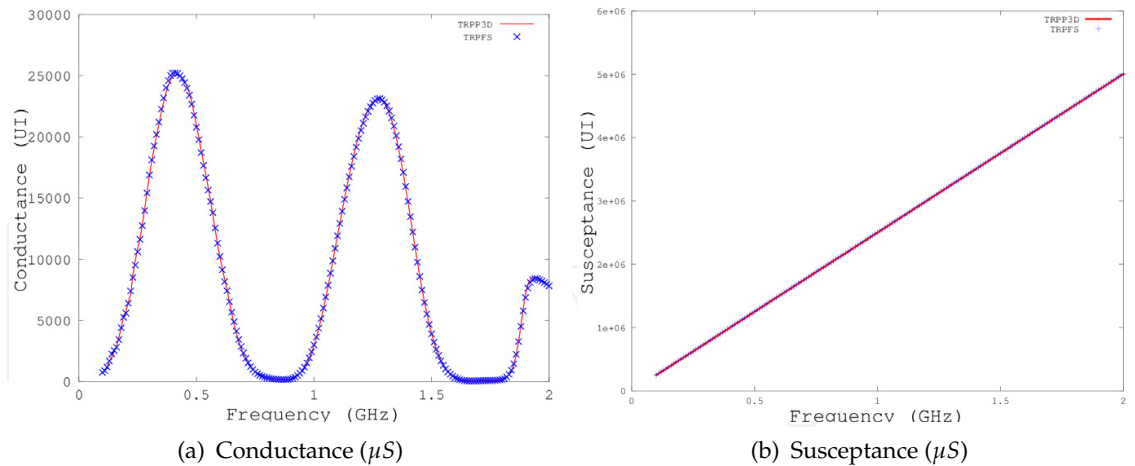 30000
25000
20000
15000
10000
5000
0
0 0.5 1 1.5 2
Conductance (UI)
Frequency (GHz)
TRPP3D
TRPFS
(a) Conductance (µS)
6e+06
5e+06
4e+06
3e+06
2e+06
1e+06
0
0 0.5 1 1.5 2
Susceptance (UI)
Frequency (GHz)
TRPP3D
TRPFS
(b) Susceptance (µS)